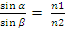 sin α / sin β = n1 / n2